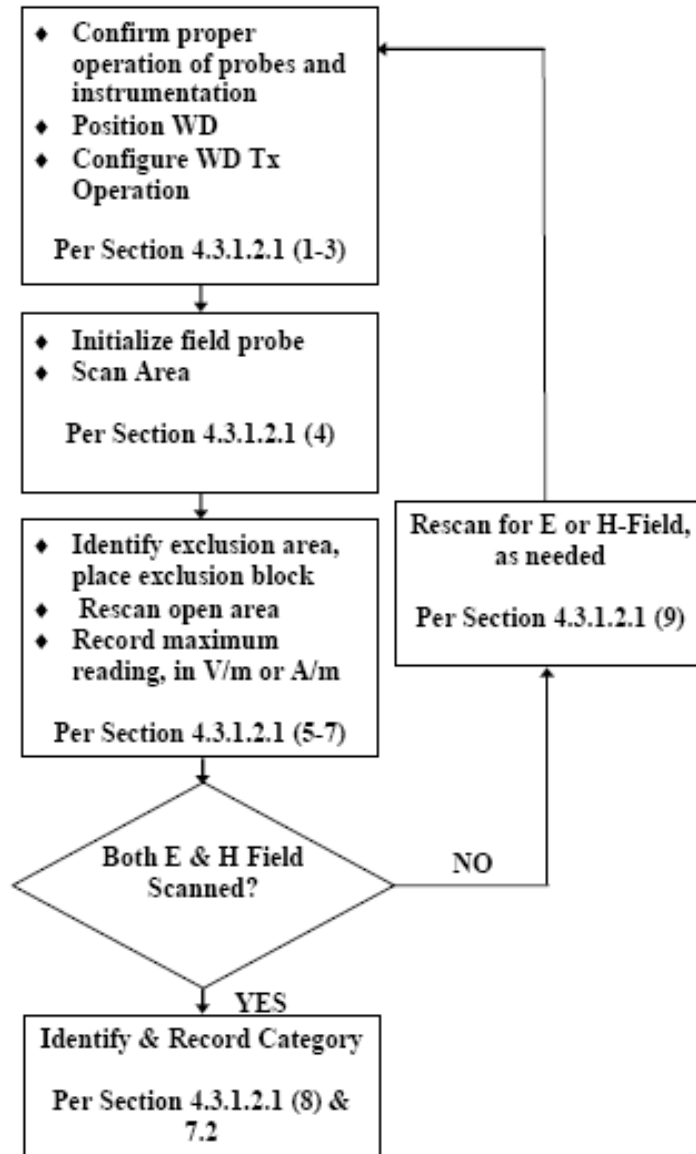 ♦ Confirm proper
operation of probes and
instrumentation
♦ Position WD
♦ Configure WD Tx
Operation
Per Section 4.3.1.2.1 (1-3)
♦ Initialize field probe
♦ Scan Area
Per Section 4.3.1.2.1 (4)
♦ Identify exclusion area,
place exclusion block
♦ Rescan open area
♦ Record maximum
reading, in V/m or A/m
Per Section 4.3.1.2.1 (5-7)
Rescan for E or H-Field,
as needed
Per Section 4.3.1.2.1 (9)
Both E & H Field
Scanned?
NO
YES
Identify & Record Category
Per Section 4.3.1.2.1 (8) &
7.2